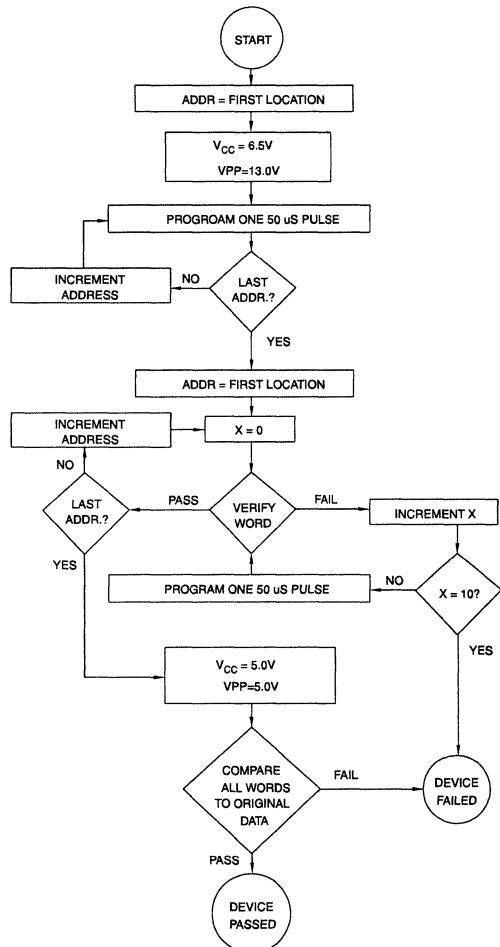 START
ADDR = FIRST LOCATION
VCC = 6.5V
VPP=13.0V
PROGROAM ONE 50 uS PULSE
INCREMENT
ADDRESS
NO
LAST
ADDR.?
YES
ADDR = FIRST LOCATION
INCREMENT
ADDRESS
X = 0
NO
LAST
ADDR.?
PASS
VERIFY
WORD
FAIL
INCREMENT X
YES
PROGRAM ONE 50 uS PULSE
NO
X = 10?
YES
VCC = 5.0V
VPP=5.0V
COMPARE
ALL WORDS
TO ORIGINAL
DATA
FAIL
DEVICE
FAILED
PASS
DEVICE
PASSED